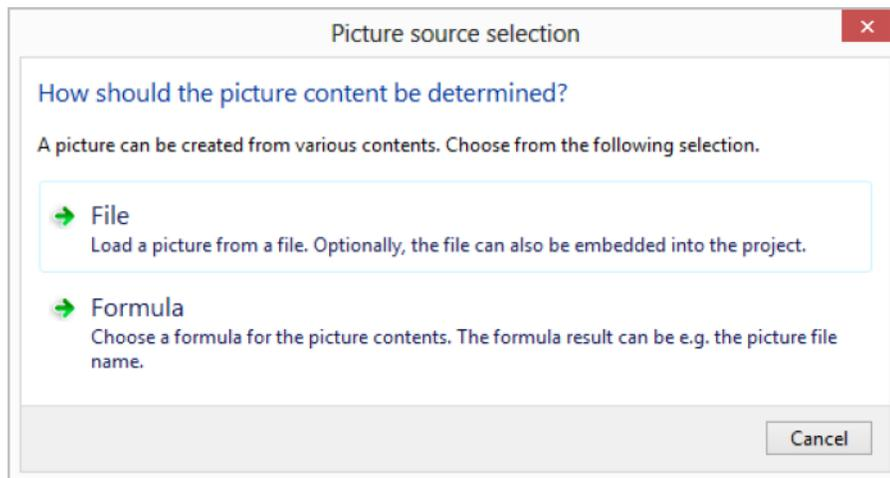 Picture source selection
How should the picture content be determined?
A picture can be created from various contents. Choose from the following selection.
File
Load a picture from a file. Optionally, the file can also be embedded into the project.
Formula
Choose a formula for the picture contents. The formula result can be e.g. the picture file
name.
Cancel